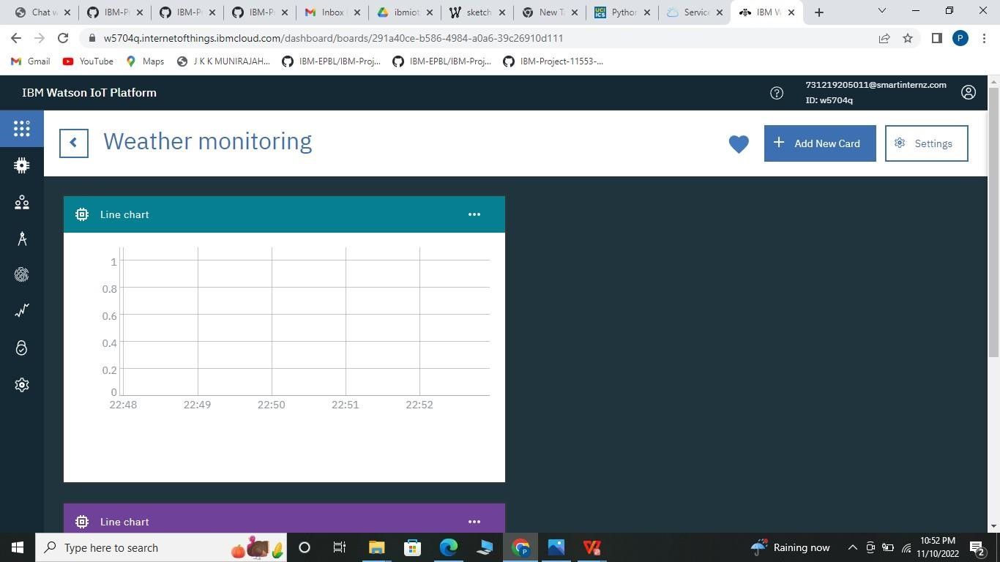 Chat w
IBM-P
IBM-P
IBM-P
Inbox
ibmiot
sketch
New Ta
Python
Service
IBM W
w5704q.internetofthings.ibmcloud.com/dashboard/boards/291a40ce-b586-4984-a0a6-39c26910d111
P
Gmail
YouTube
Maps
J K K MUNIRAJAH...
IBM-EPBL/IBM-Proj...
IBM-EPBL/IBM-Proj...
IBM-Project-11553-...
IBM Watson IoT Platform
731219205011@smartinternz.com
ID: w5704q
Weather monitoring
Add New Card
Settings
Line chart
1
0.8
0.6
0.4
0.2
0
22:48 22:49 22:50 22:51 22:52
Line chart
Type here to search
Raining now
10:52 PM
11/10/2022
2